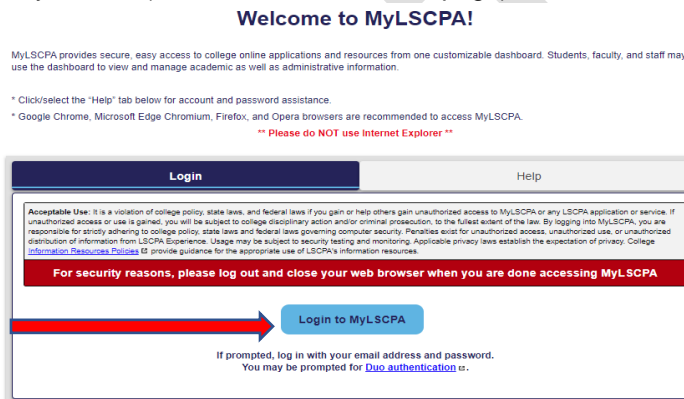 Welcome to MyLSCPA!
MyLSCPA provides secure, easy access to college online applications and resources from one customizable dashboard. Students, faculty, and staff may
use the dashboard to view and manage academic as well as administrative information.
* Click/select the "Help" tab below for account and password assistance.
* Google Chrome, Microsoft Edge Chromium, Firefox, and Opera browsers are recommended to access MyLSCPA.
** Please do NOT use Internet Explorer **
Login Help
Acceptable Use: It is a violation of college policy, state laws, and federal laws if you gain or help others gain unauthorized access to MyLSCPA or any LSCPA application or service. If
unauthorized access or use is gained, you will be subject to college disciplinary action and/or criminal prosecution, to the fullest extent of the law. By logging into MyLSCPA, you are
responsible for strictly adhering to college policy, state laws and federal laws governing computer security. Penalties exist for unauthorized access, unauthorized use, or unauthorized
distribution of information from LSCPA Experience. Usage may be subject to security testing and monitoring. Applicable privacy laws establish the expectation of privacy. College
Information Resources Policies provide guidance for the appropriate use of LSCPA's information resources.
For security reasons, please log out and close your web browser when you are done accessing MyLSCPA
Login to MyLSCPA
If prompted, log in with your email address and password.
You may be prompted for Duo authentication.